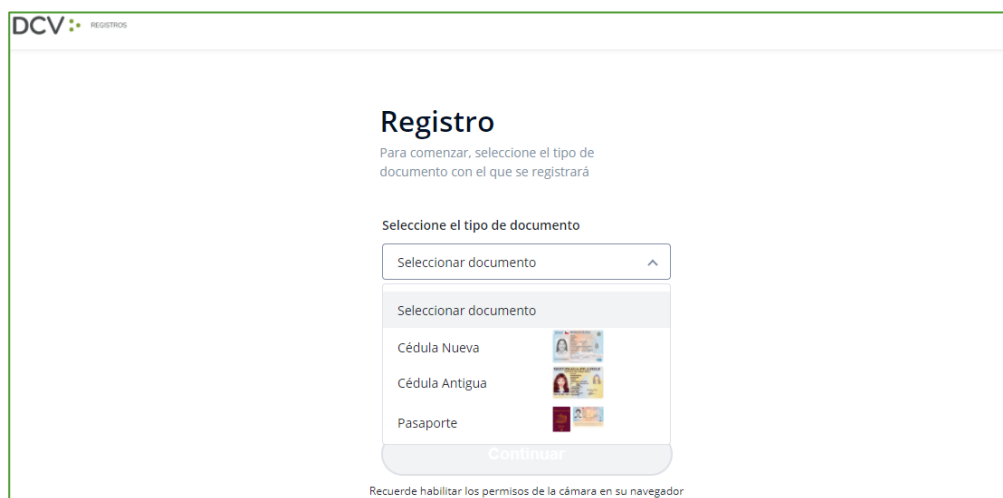 DCV REGISTROS
Registro
Para comenzar, seleccione el tipo de
documento con el que se registrará
Seleccione el tipo de documento
Seleccionar documento
Seleccionar documento
Cédula Nueva
Cédula Antigua
Pasaporte
Continuar
Recuerde habilitar los permisos de la cámara en su navegador